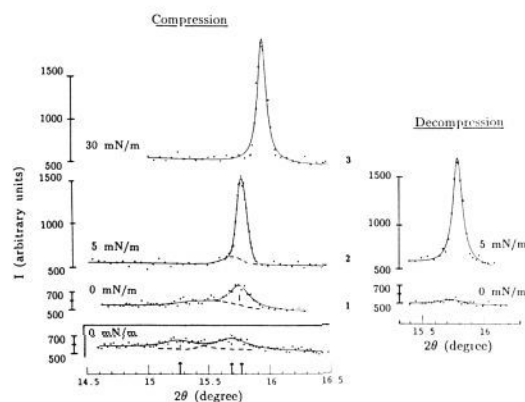 Compression
1500
1000
30 mN/m
500
3
Decompression
I (arbitrary units)
1500
1000
5 mN/m
500
2
1500
1000
5 mN/m
500
0 mN/m
700
500
1
0 mN/m
700
500
0 mN/m
700
500
14.5
15
15.5
16
16 5
2θ (degree)
15 5
16
2θ (degree)